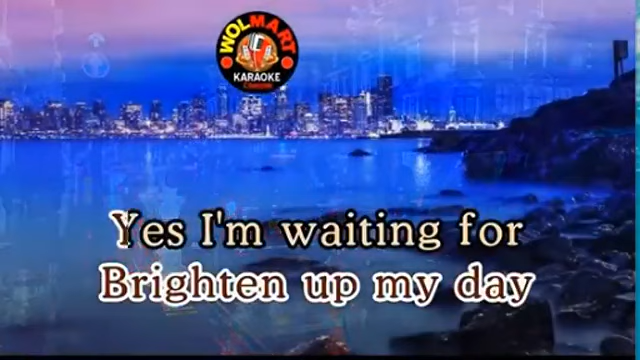 WOLMART
KARAOKE
Yes I'm waiting for
Brighten up my day